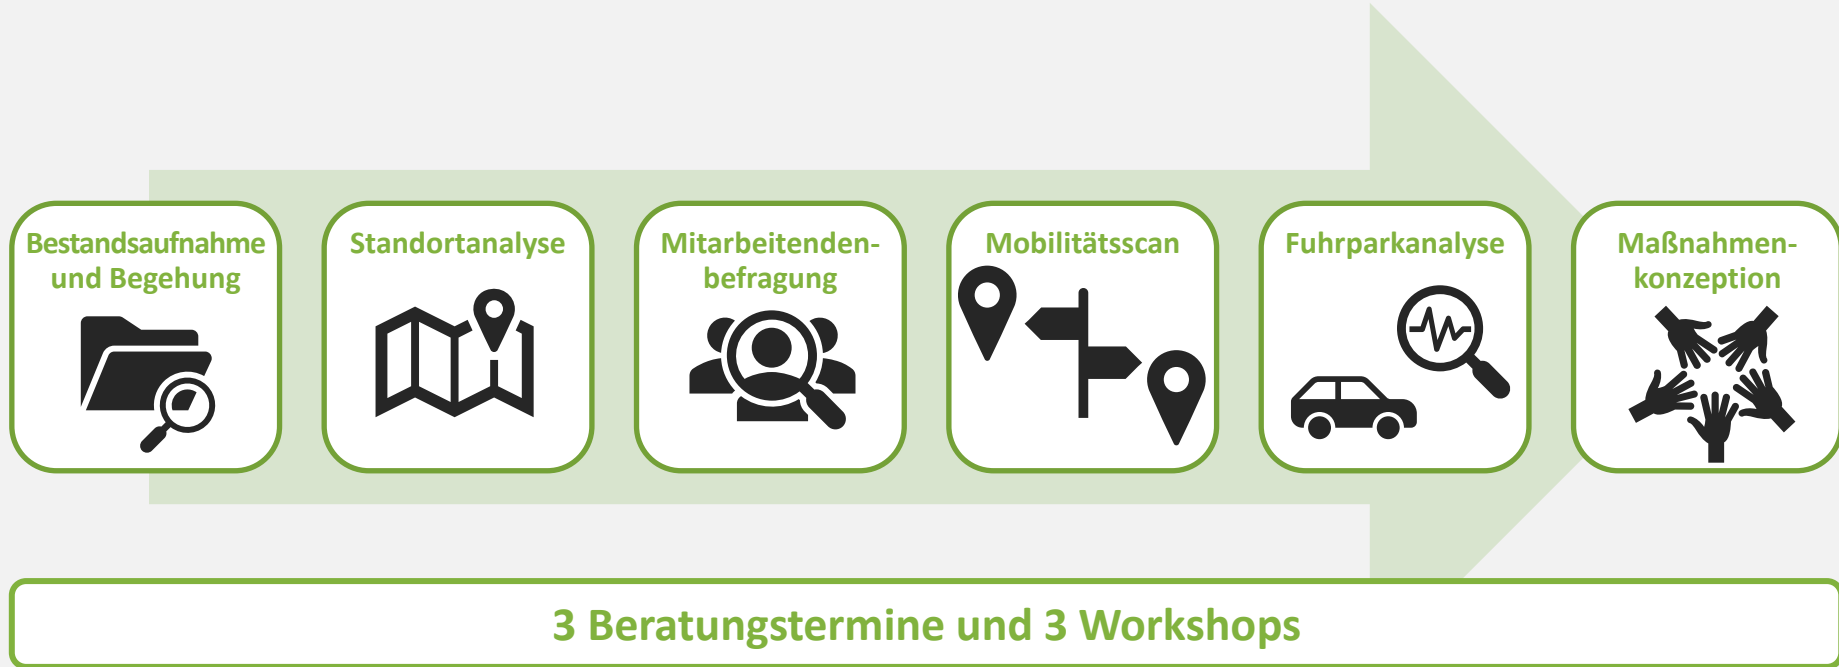 Bestandsaufnahme
und Begehung
Standortanalyse
Mitarbeitenden-
befragung
Mobilitätsscan
Fuhrparkanalyse
Maßnahmen-
konzeption
3 Beratungstermine und 3 Workshops